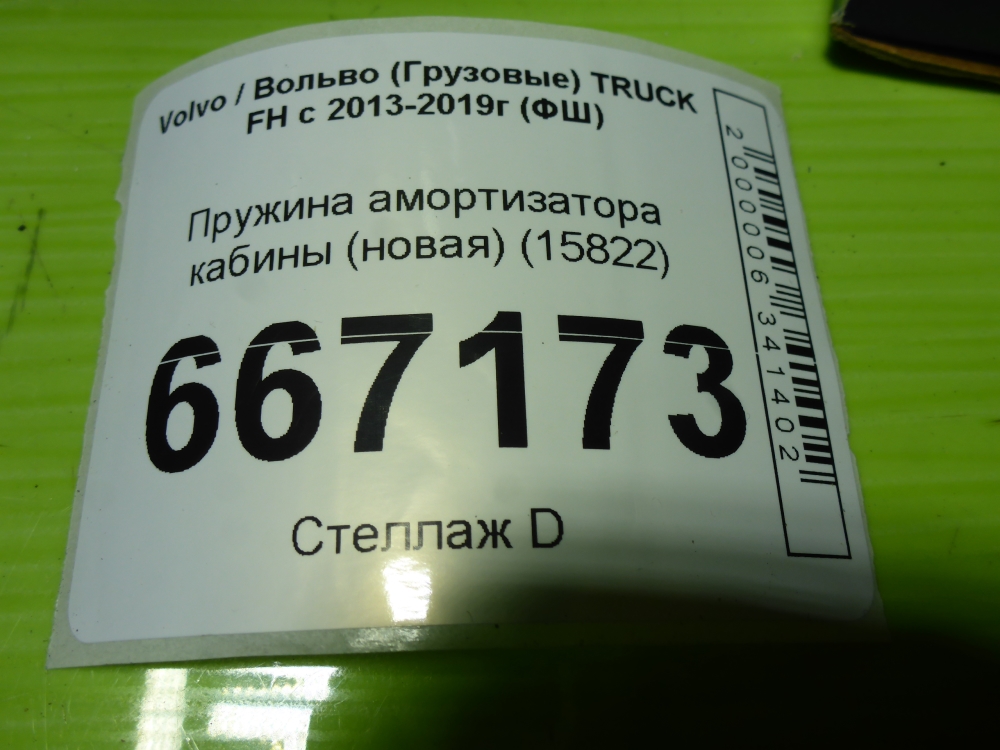 Volvo / Вольво (Грузовые) TRUCK
FH с 2013-2019г (ФШ)
Пружина амортизатора
кабины (новая) (15822)
667173
Стеллаж D
2000006341402